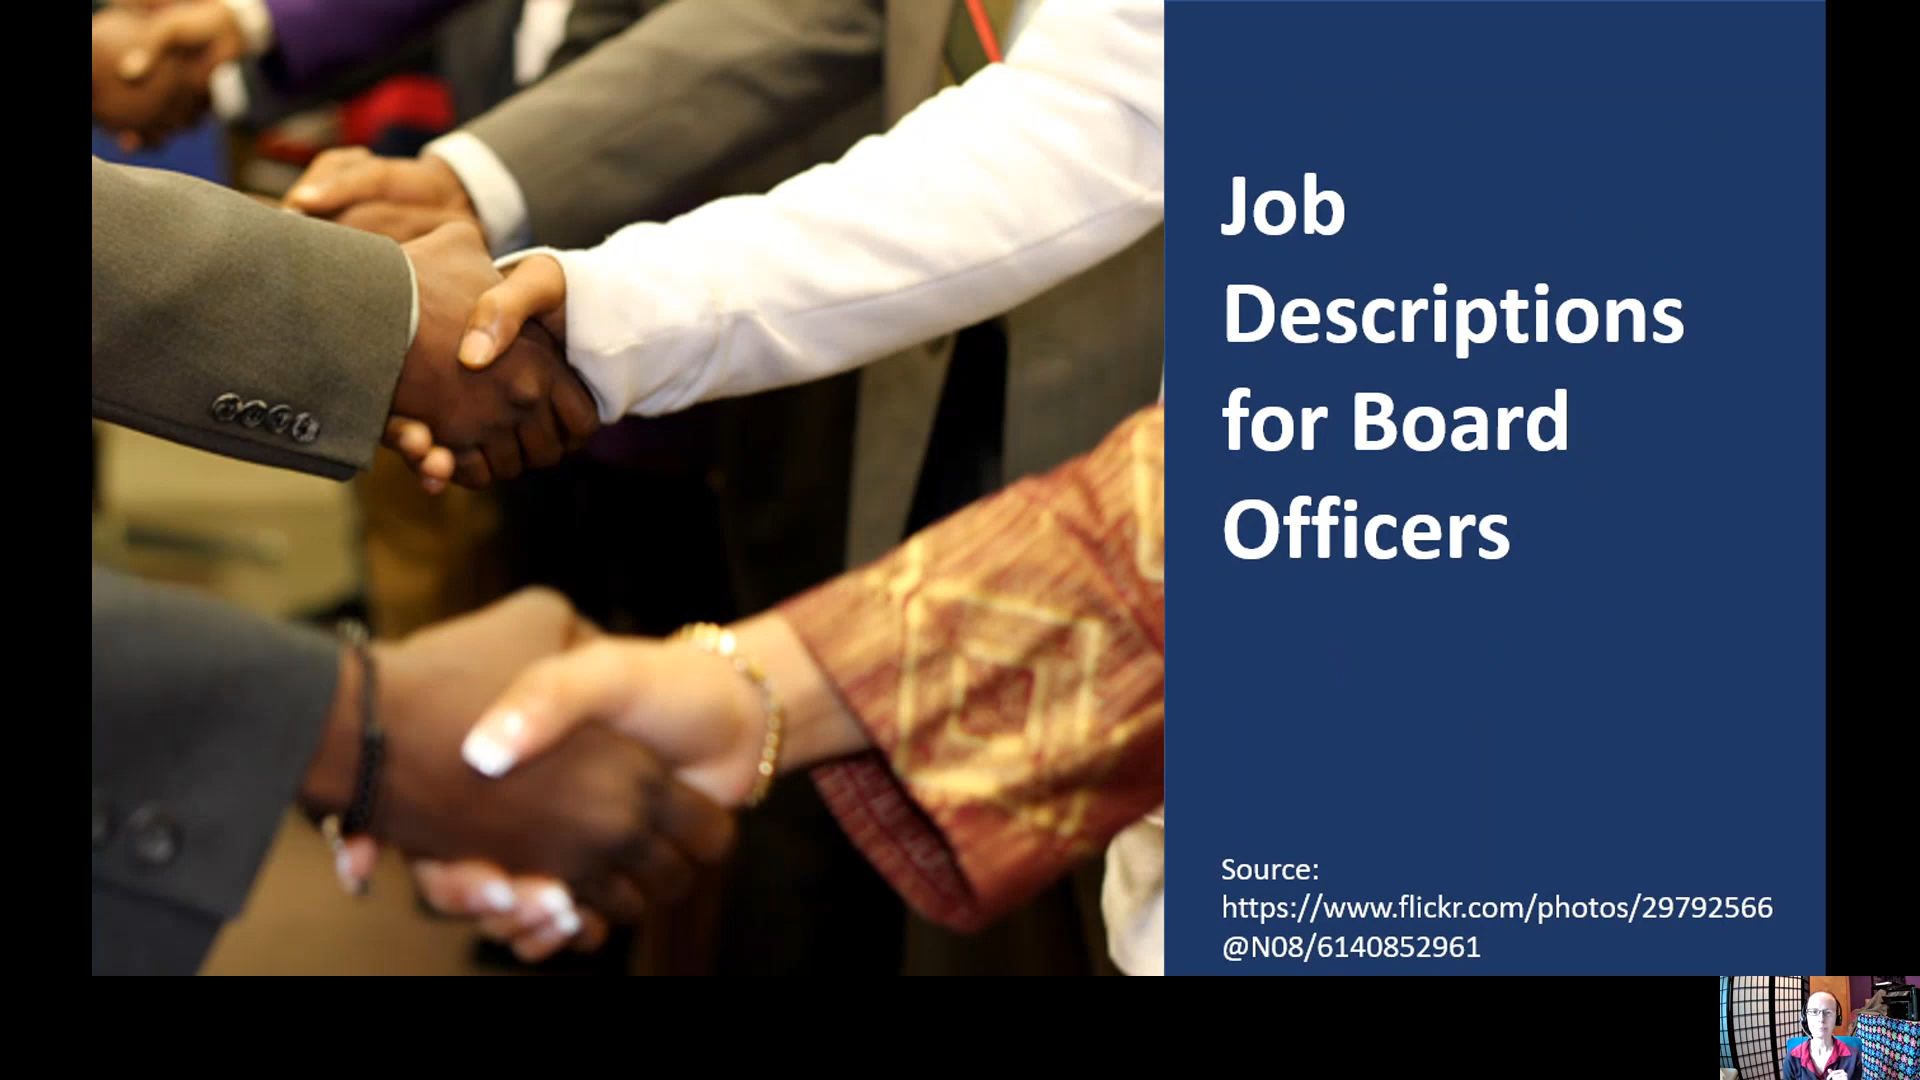 Job
Descriptions
for Board
Officers
Source:
https://www.flickr.com/photos/29792566
@N08/6140852961